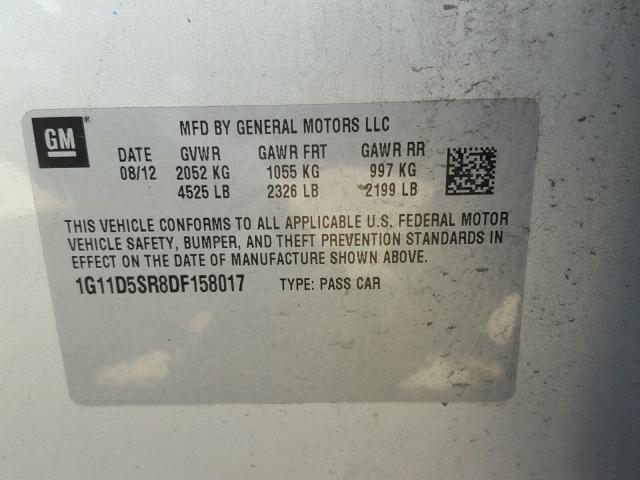 GM
MFD BY GENERAL MOTORS LLC
DATE GVWR GAWR FRT GAWR RR
08/12 2052 KG 1055 KG 997 KG
4525 LB 2326 LB 2199 LB
THIS VEHICLE CONFORMS TO ALL APPLICABLE U.S. FEDERAL MOTOR
VEHICLE SAFETY, BUMPER, AND THEFT PREVENTION STANDARDS IN
EFFECT ON THE DATE OF MANUFACTURE SHOWN ABOVE.
1G11D5SR8DF158017 TYPE: PASS CAR